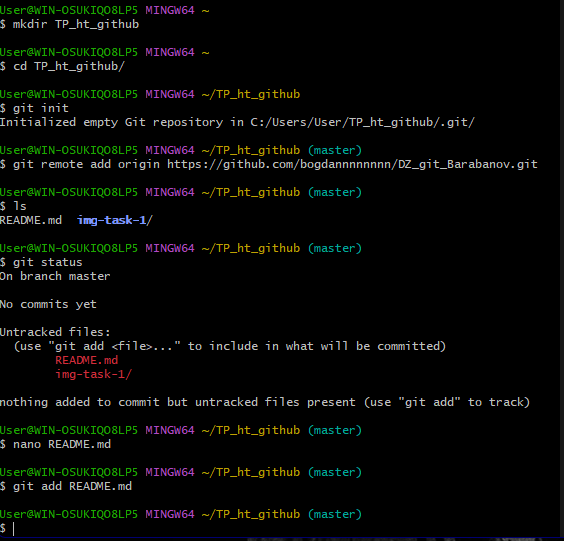 User@WIN-OSUKIQO8LP5 MINGW64 ~
$ mkdir TP_ht_github
User@WIN-OSUKIQO8LP5 MINGW64 ~
$ cd TP_ht_github/
User@WIN-OSUKIQO8LP5 MINGW64 ~/TP_ht_github
$ git init
Initialized empty Git repository in C:/Users/User/TP_ht_github/.git/
User@WIN-OSUKIQO8LP5 MINGW64 ~/TP_ht_github (master)
$ git remote add origin https://github.com/bogdannnnnnnn/DZ_git_Barabanov.git
User@WIN-OSUKIQO8LP5 MINGW64 ~/TP_ht_github (master)
$ ls
README.md  img-task-1/
User@WIN-OSUKIQO8LP5 MINGW64 ~/TP_ht_github (master)
$ git status
On branch master
No commits yet
Untracked files:
  (use "git add <file>..." to include in what will be committed)
        README.md
        img-task-1/
nothing added to commit but untracked files present (use "git add" to track)
User@WIN-OSUKIQO8LP5 MINGW64 ~/TP_ht_github (master)
$ nano README.md
User@WIN-OSUKIQO8LP5 MINGW64 ~/TP_ht_github (master)
$ git add README.md
User@WIN-OSUKIQO8LP5 MINGW64 ~/TP_ht_github (master)
$